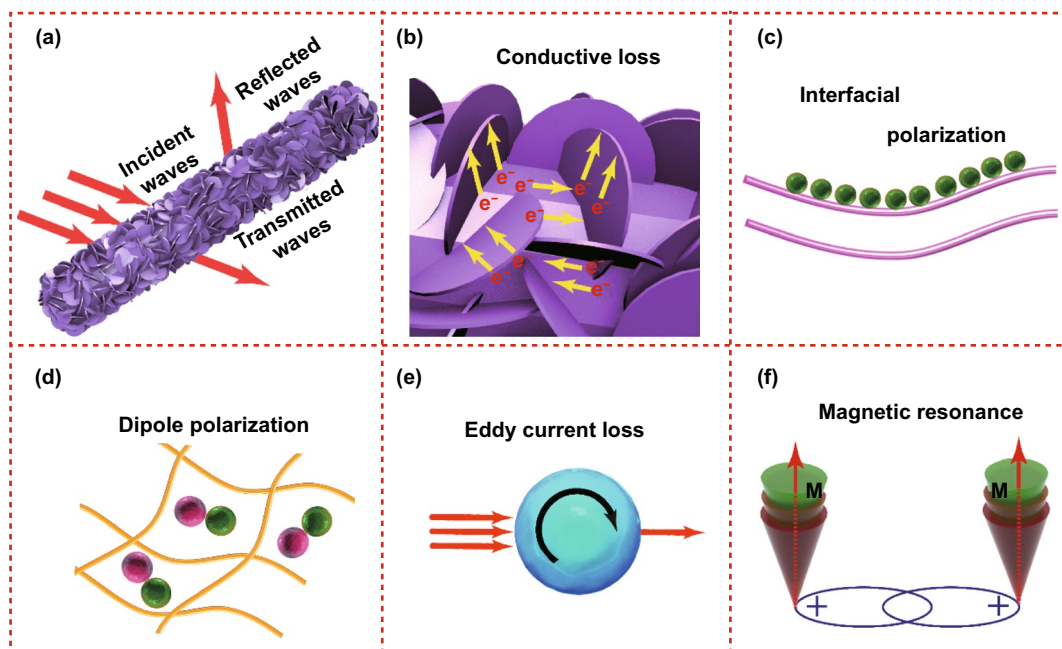 (a)
Reflected
waves
Incident
waves
Transmitted
waves
(b)
Conductive loss
e⁻
e⁻
e⁻
e⁻
e⁻
e⁻
e
e⁻
e⁻
e⁻
(c)
Interfacial
polarization
(d)
Dipole polarization
(e)
Eddy current loss
(f)
Magnetic resonance
M
M
+
+